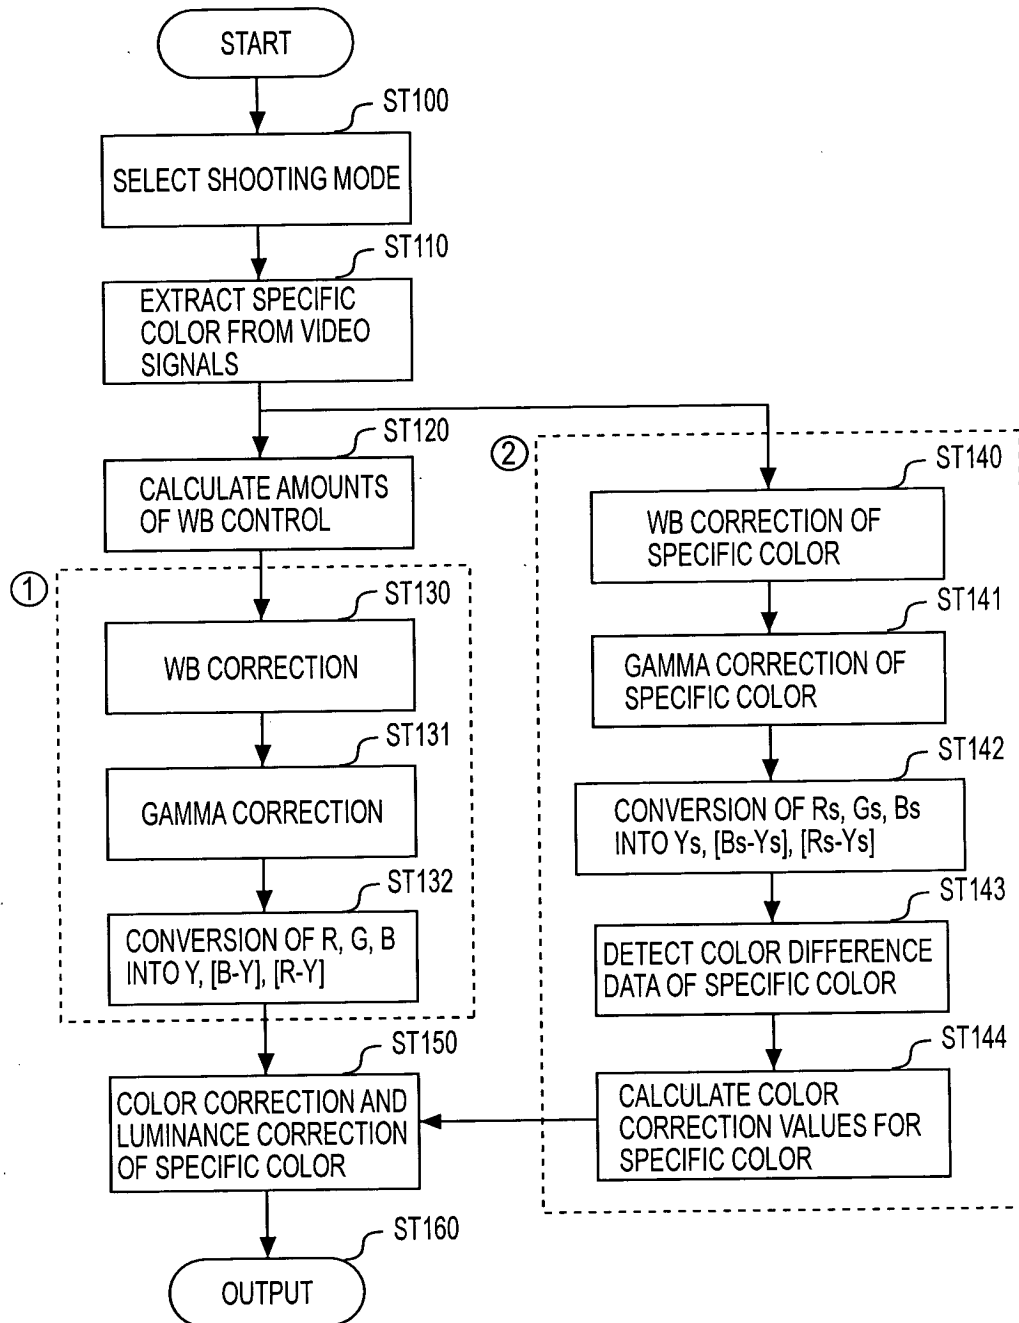 START
ST100
SELECT SHOOTING MODE
ST110
EXTRACT SPECIFIC
COLOR FROM VIDEO
SIGNALS
ST120
CALCULATE AMOUNTS
OF WB CONTROL
①
ST130
WB CORRECTION
ST131
GAMMA CORRECTION
ST132
CONVERSION OF R, G, B
INTO Y, [B-Y], [R-Y]
②
ST140
WB CORRECTION OF
SPECIFIC COLOR
ST141
GAMMA CORRECTION OF
SPECIFIC COLOR
ST142
CONVERSION OF Rs, Gs, Bs
INTO Ys, [Bs-Ys], [Rs-Ys]
ST143
DETECT COLOR DIFFERENCE
DATA OF SPECIFIC COLOR
ST144
CALCULATE COLOR
CORRECTION VALUES FOR
SPECIFIC COLOR
ST150
COLOR CORRECTION AND
LUMINANCE CORRECTION
OF SPECIFIC COLOR
ST160
OUTPUT